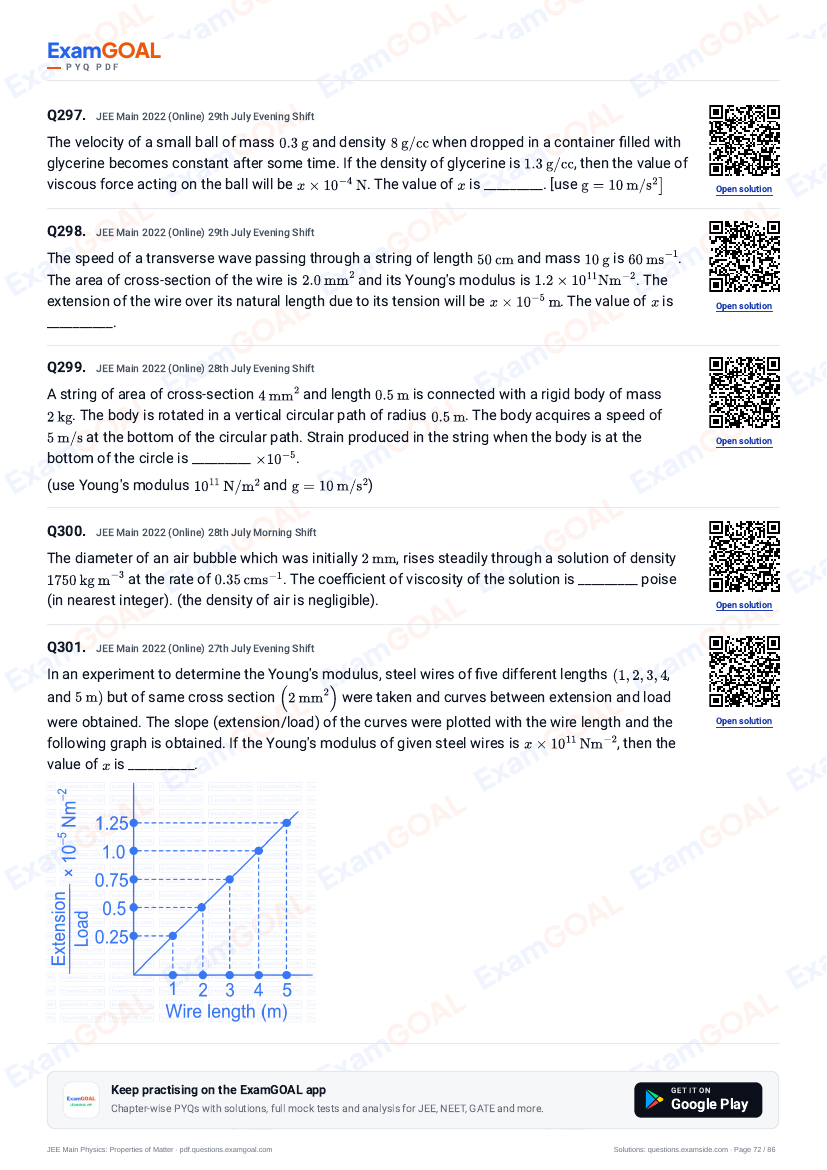 ExamGOAL
PYQ PDF
Q297. JEE Main 2022 (Online) 29th July Evening Shift
The velocity of a small ball of mass 0.3 g and density 8 g/cc when dropped in a container filled with
glycerine becomes constant after some time. If the density of glycerine is 1.3 g/cc, then the value of
viscous force acting on the ball will be x × 10⁻⁴ N. The value of x is _________. [use g = 10 m/s²]
Open solution
Q298. JEE Main 2022 (Online) 29th July Evening Shift
The speed of a transverse wave passing through a string of length 50 cm and mass 10 g is 60 ms⁻¹.
The area of cross-section of the wire is 2.0 mm² and its Young's modulus is 1.2 × 10¹¹Nm⁻². The
extension of the wire over its natural length due to its tension will be x × 10⁻⁵ m. The value of x is
__________.
Open solution
Q299. JEE Main 2022 (Online) 28th July Evening Shift
A string of area of cross-section 4 mm² and length 0.5 m is connected with a rigid body of mass
2 kg. The body is rotated in a vertical circular path of radius 0.5 m. The body acquires a speed of
5 m/s at the bottom of the circular path. Strain produced in the string when the body is at the
bottom of the circle is _________ ×10⁻⁵.
(use Young's modulus 10¹¹ N/m² and g = 10 m/s²)
Open solution
Q300. JEE Main 2022 (Online) 28th July Morning Shift
The diameter of an air bubble which was initially 2 mm, rises steadily through a solution of density
1750 kg m⁻³ at the rate of 0.35 cms⁻¹. The coefficient of viscosity of the solution is _________ poise
(in nearest integer). (the density of air is negligible).
Open solution
Q301. JEE Main 2022 (Online) 27th July Evening Shift
In an experiment to determine the Young's modulus, steel wires of five different lengths (1, 2, 3, 4,
and 5 m) but of same cross section (2 mm²) were taken and curves between extension and load
were obtained. The slope (extension/load) of the curves were plotted with the wire length and the
following graph is obtained. If the Young's modulus of given steel wires is x × 10¹¹ Nm⁻², then the
value of x is __________.
Open solution
Extension
Load
× 10⁻⁵ Nm⁻²
1.25
1.0
0.75
0.5
0.25
1 2 3 4 5
Wire length (m)
ExamGOAL
Keep practising on the ExamGOAL app
Chapter-wise PYQs with solutions, full mock tests and analysis for JEE, NEET, GATE and more.
GET IT ON
Google Play
JEE Main Physics: Properties of Matter · pdf.questions.examgoal.com
Solutions: questions.examside.com · Page 72 / 86